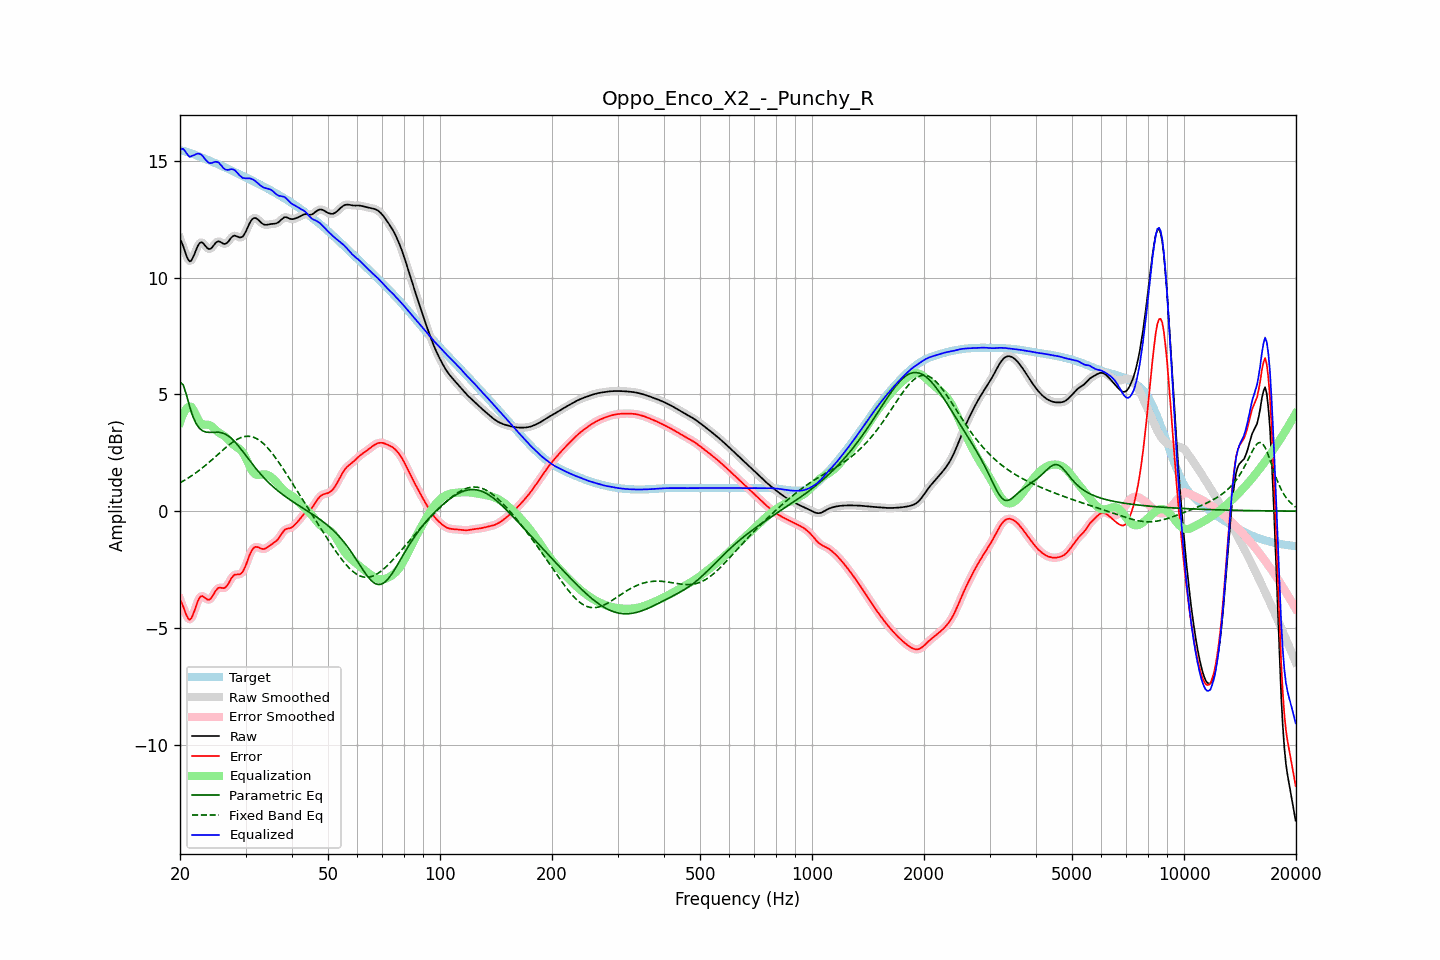 Oppo_Enco_X2_-_Punchy_R
Amplitude (dBr)
15
10
5
0
−5
−10
Target
Raw Smoothed
Error Smoothed
Raw
Error
Equalization
Parametric Eq
Fixed Band Eq
Equalized
20 50 100 200 500 1000 2000 5000 10000 20000
Frequency (Hz)